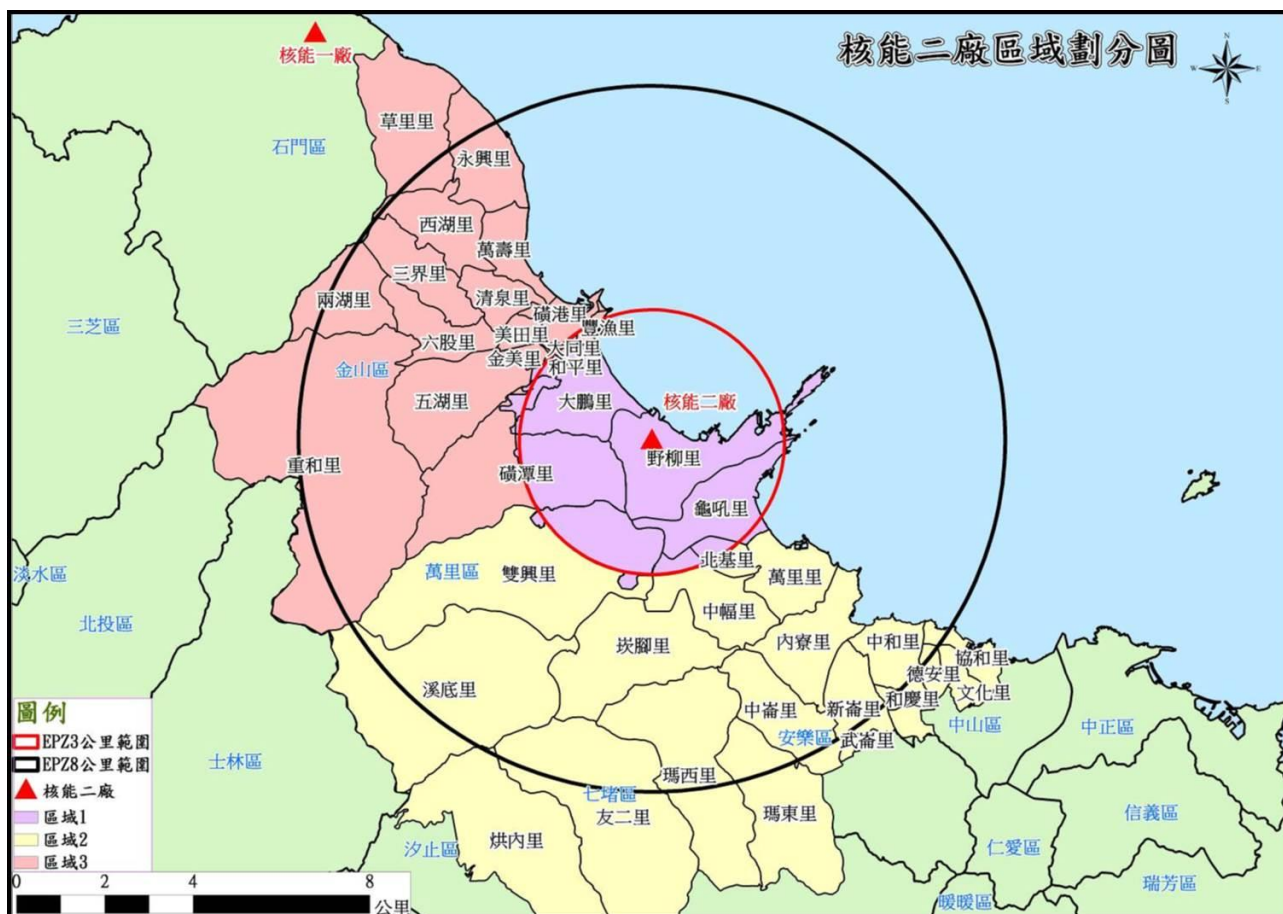 核能二廠區域劃分圖
N
W
E
S
核能一廠
草里里
石門區
永興里
西湖里
萬壽里
三界里
清泉里
兩湖里
磺港里
豐漁里
三芝區
六股里
美田里
大同里
金美里
和平里
金山區
五湖里
大鵬里
核能二廠
野柳里
重和里
磺潭里
龜吼里
北基里
淡水區
萬里區
雙興里
萬里里
北投區
中幅里
崁腳里
內寮里
中和里
協和里
德安里
溪底里
和慶里
文化里
中崙里
新崙里
中山區
中正區
安樂區
武崙里
士林區
瑪西里
七堵區
友二里
瑪東里
信義區
烘內里
汐止區
仁愛區
瑞芳區
暖暖區
圖例
EPZ3公里範圍
EPZ8公里範圍
核能二廠
區域1
區域2
區域3
0 2 4 8
公里